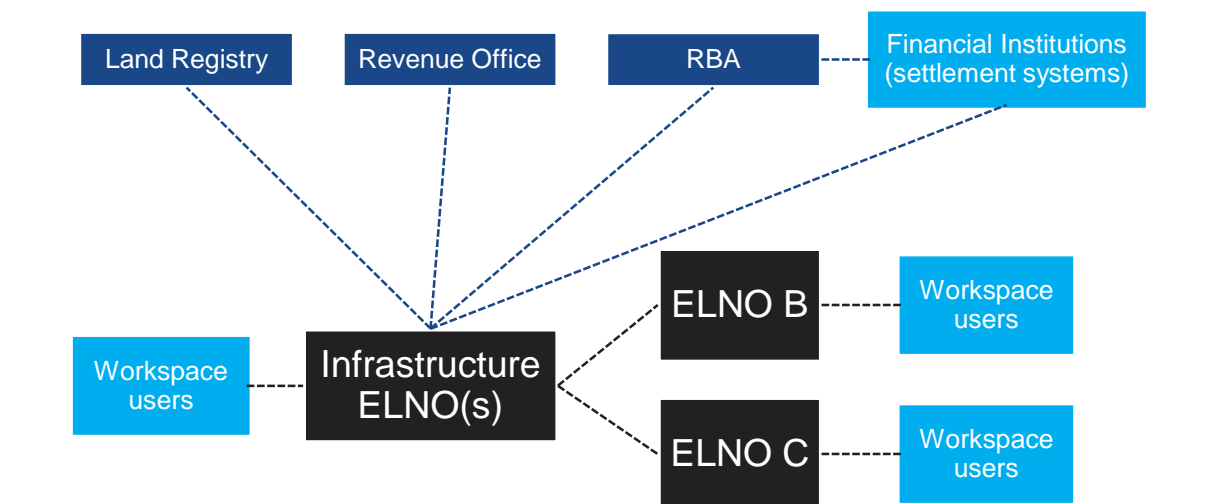 Land Registry
Revenue Office
RBA
Financial Institutions
(settlement systems)
ELNO B
Workspace
users
Infrastructure
ELNO(s)
Workspace
users
ELNO C
Workspace
users